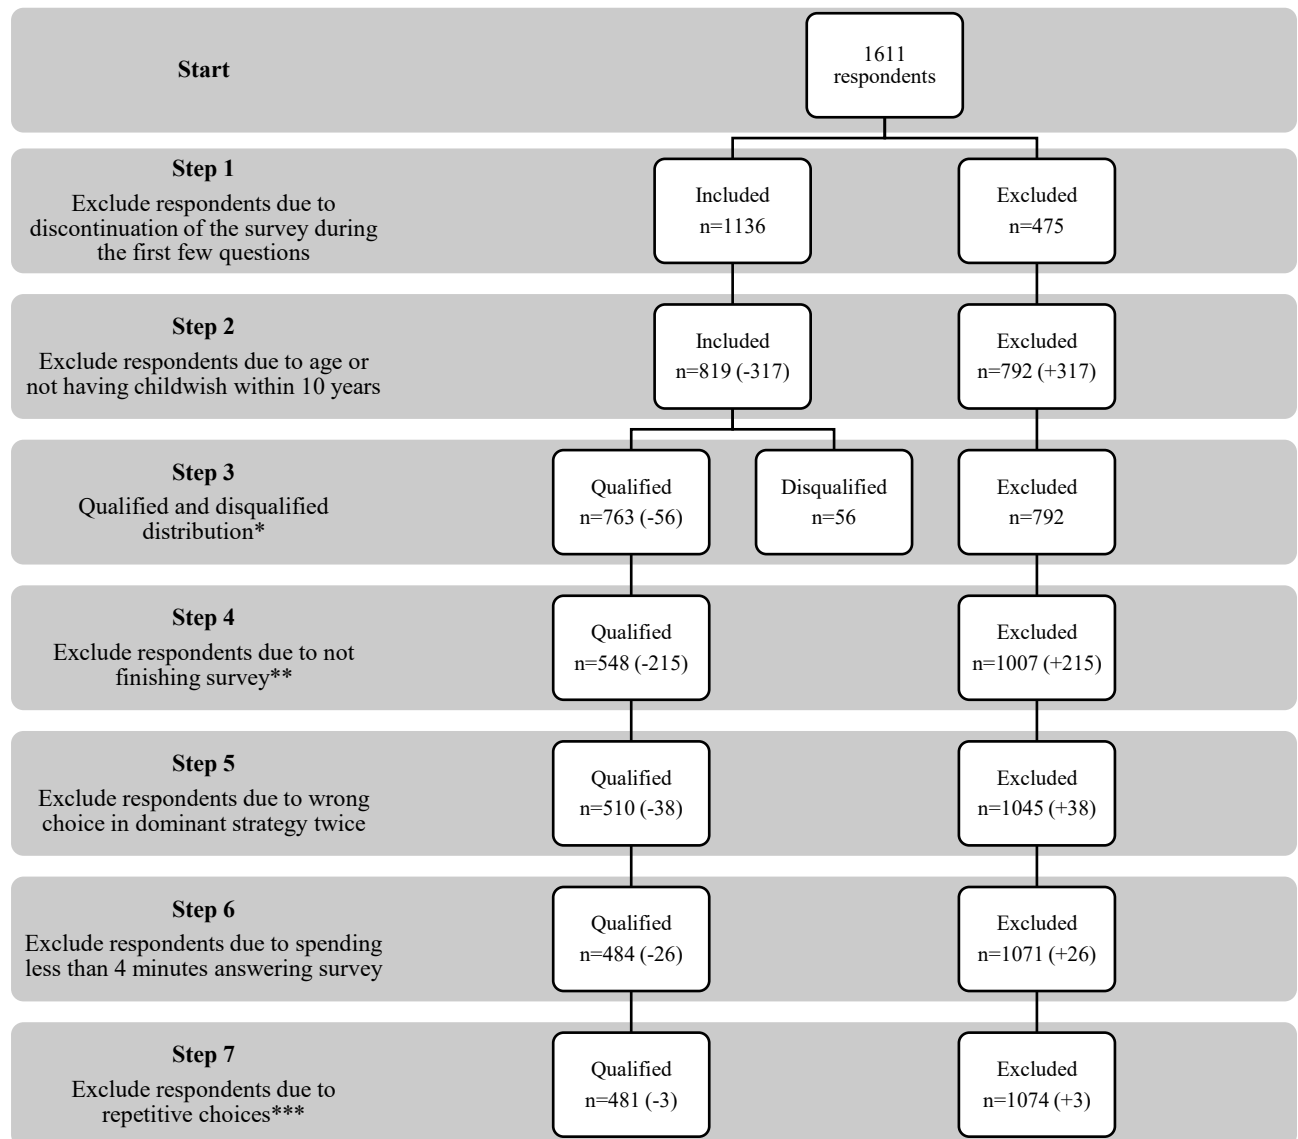 Start
1611
respondents
Step 1
Exclude respondents due to
discontinuation of the survey during
the first few questions
Included
n=1136
Excluded
n=475
Step 2
Exclude respondents due to age or
not having childwish within 10 years
Included
n=819 (-317)
Excluded
n=792 (+317)
Step 3
Qualified and disqualified
distribution*
Qualified
n=763 (-56)
Disqualified
n=56
Excluded
n=792
Step 4
Exclude respondents due to not
finishing survey**
Qualified
n=548 (-215)
Excluded
n=1007 (+215)
Step 5
Exclude respondents due to wrong
choice in dominant strategy twice
Qualified
n=510 (-38)
Excluded
n=1045 (+38)
Step 6
Exclude respondents due to spending
less than 4 minutes answering survey
Qualified
n=484 (-26)
Excluded
n=1071 (+26)
Step 7
Exclude respondents due to
repetitive choices***
Qualified
n=481 (-3)
Excluded
n=1074 (+3)